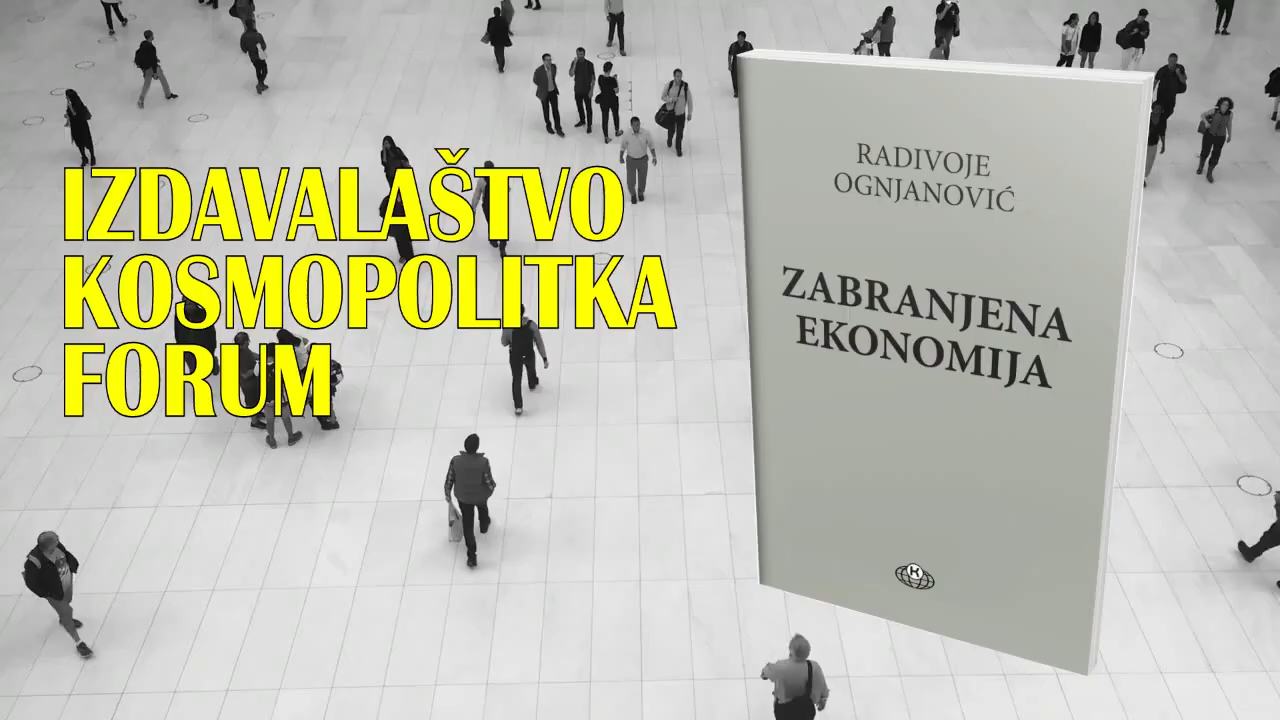 IZDAVALAŠTVO
KOSMOPOLITKA
FORUM
RADIVOJE
OGNJANOVIĆ
ZABRANJENA
EKONOMIJA
K